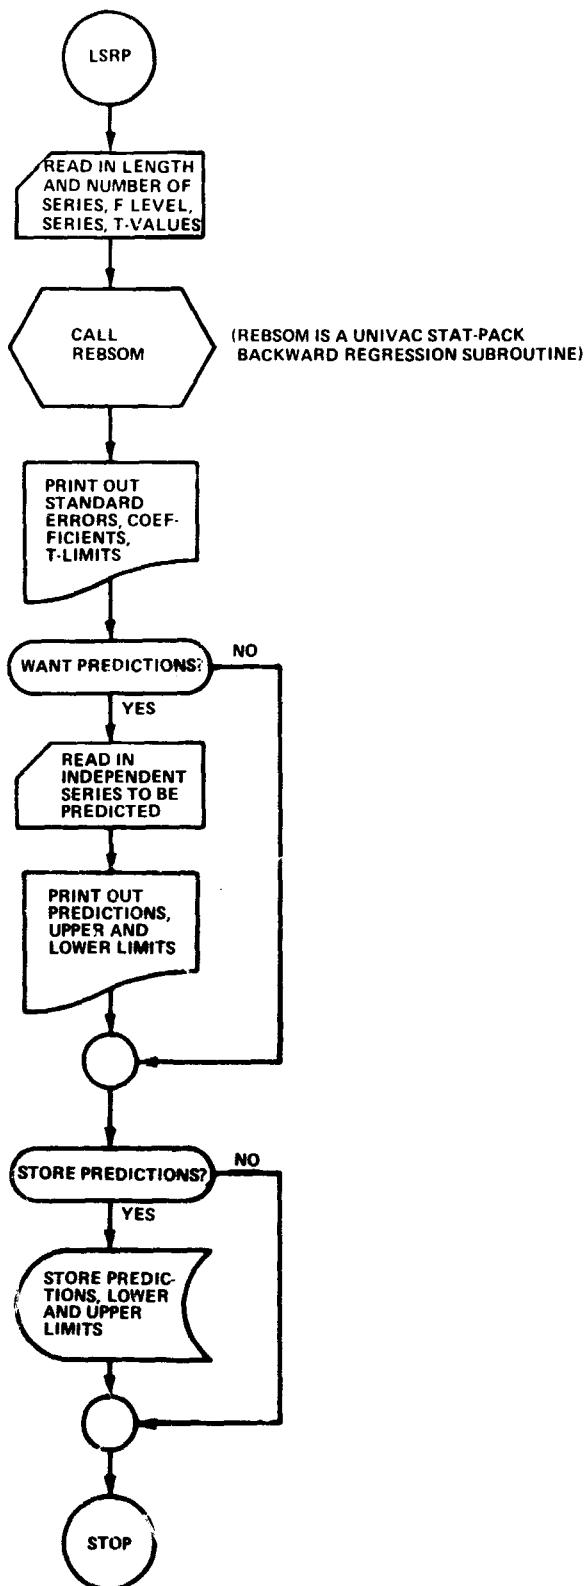 LSRP
READ IN LENGTH
AND NUMBER OF
SERIES, F LEVEL,
SERIES, T-VALUES
CALL
REBSOM
(REBSOM IS A UNIVAC STAT-PACK
BACKWARD REGRESSION SUBROUTINE)
PRINT OUT
STANDARD
ERRORS, COEF-
FICIENTS,
T-LIMITS
WANT PREDICTIONS?
NO
YES
READ IN
INDEPENDENT
SERIES TO BE
PREDICTED
PRINT OUT
PREDICTIONS,
UPPER AND
LOWER LIMITS
STORE PREDICTIONS?
NO
YES
STORE PREDIC-
TIONS, LOWER
AND UPPER
LIMITS
STOP